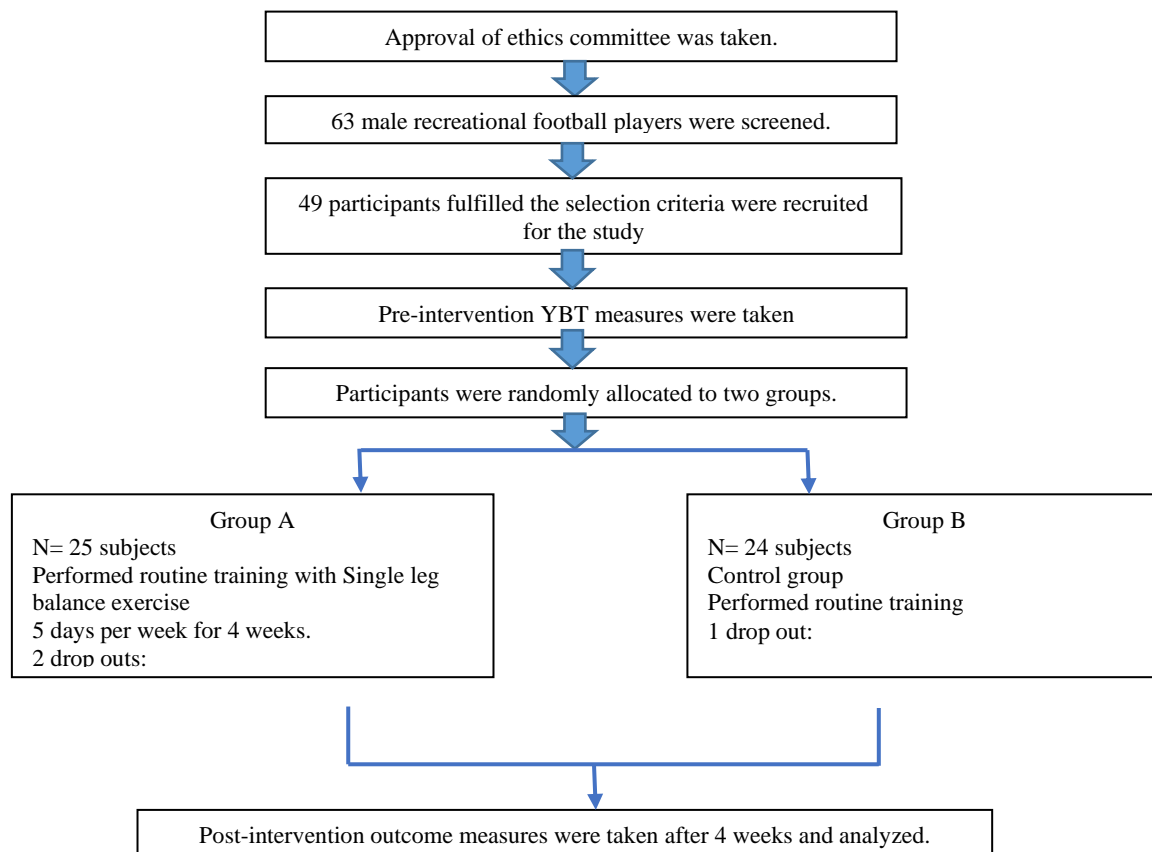 Approval of ethics committee was taken.
63 male recreational football players were screened.
49 participants fulfilled the selection criteria were recruited
for the study
Pre-intervention YBT measures were taken
Participants were randomly allocated to two groups.
Group A
N= 25 subjects
Performed routine training with Single leg
balance exercise
5 days per week for 4 weeks.
2 drop outs:
Group B
N= 24 subjects
Control group
Performed routine training
1 drop out:
Post-intervention outcome measures were taken after 4 weeks and analyzed.